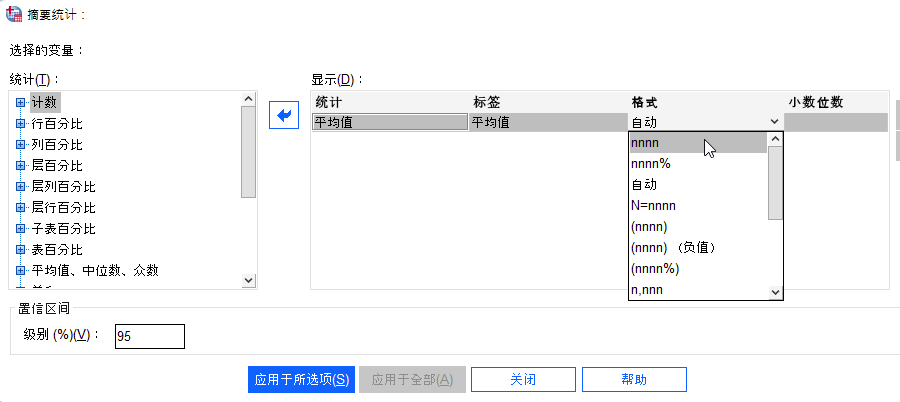 摘要统计：
选择的变量：
统计(T)：
显示(D)：
计数
行百分比
列百分比
层百分比
层列百分比
层行百分比
子表百分比
表百分比
平均值、中位数、众数
统计 标签 格式 小数位数
平均值 平均值 自动
nnnn
nnnn%
自动
N=nnnn
(nnnn)
(nnnn) （负值）
(nnnn%)
n,nnn
置信区间
级别 (%)(V)： 95
应用于所选项(S) 应用于全部(A) 关闭 帮助